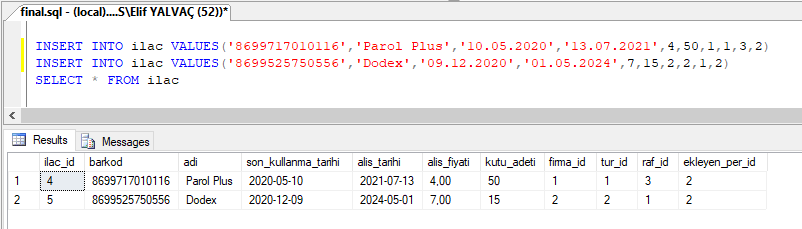 final.sql - (local)....S\Elif YALVAÇ (52))*
INSERT INTO ilac VALUES('8699717010116','Parol Plus','10.05.2020','13.07.2021',4,50,1,1,3,2)
INSERT INTO ilac VALUES('8699525750556','Dodex','09.12.2020','01.05.2024',7,15,2,2,1,2)
SELECT * FROM ilac
Results Messages
ilac_id barkod adi son_kullanma_tarihi alis_tarihi alis_fiyati kutu_adeti firma_id tur_id raf_id ekleyen_per_id
1 4 8699717010116 Parol Plus 2020-05-10 2021-07-13 4,00 50 1 1 3 2
2 5 8699525750556 Dodex 2020-12-09 2024-05-01 7,00 15 2 2 1 2